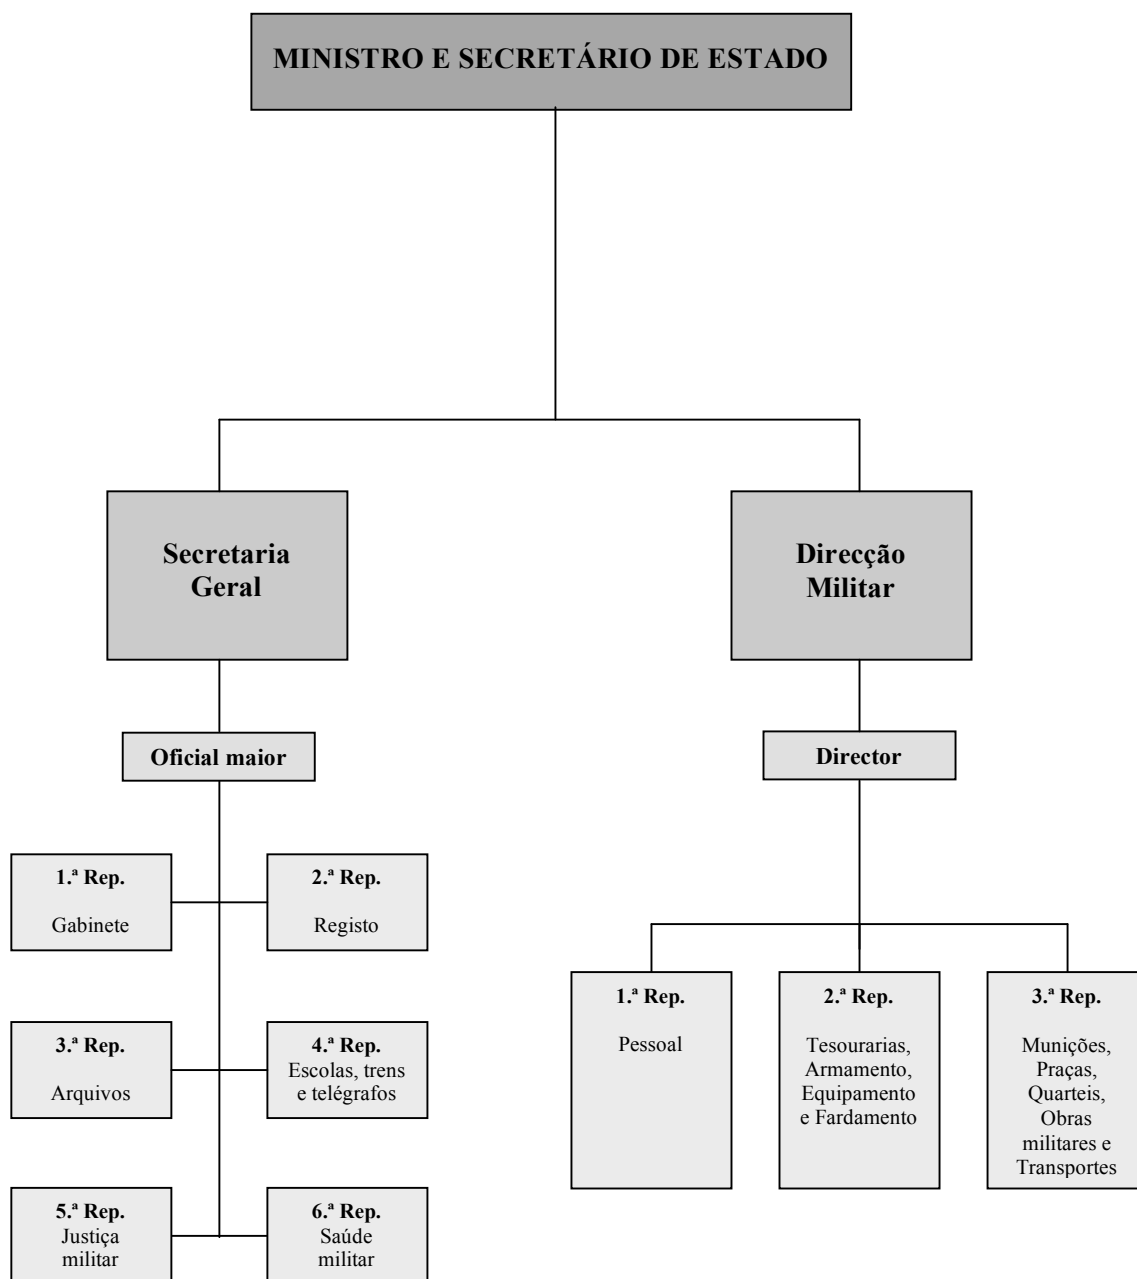 MINISTRO E SECRETÁRIO DE ESTADO
Secretaria
Geral
Direcção
Militar
Oficial maior
Director
1.ª Rep.
Gabinete
2.ª Rep.
Registo
3.ª Rep.
Arquivos
4.ª Rep.
Escolas, trens
e telégrafos
5.ª Rep.
Justiça
militar
6.ª Rep.
Saúde
militar
1.ª Rep.
Pessoal
2.ª Rep.
Tesourarias,
Armamento,
Equipamento
e Fardamento
3.ª Rep.
Munições,
Praças,
Quarteis,
Obras
militares e
Transportes